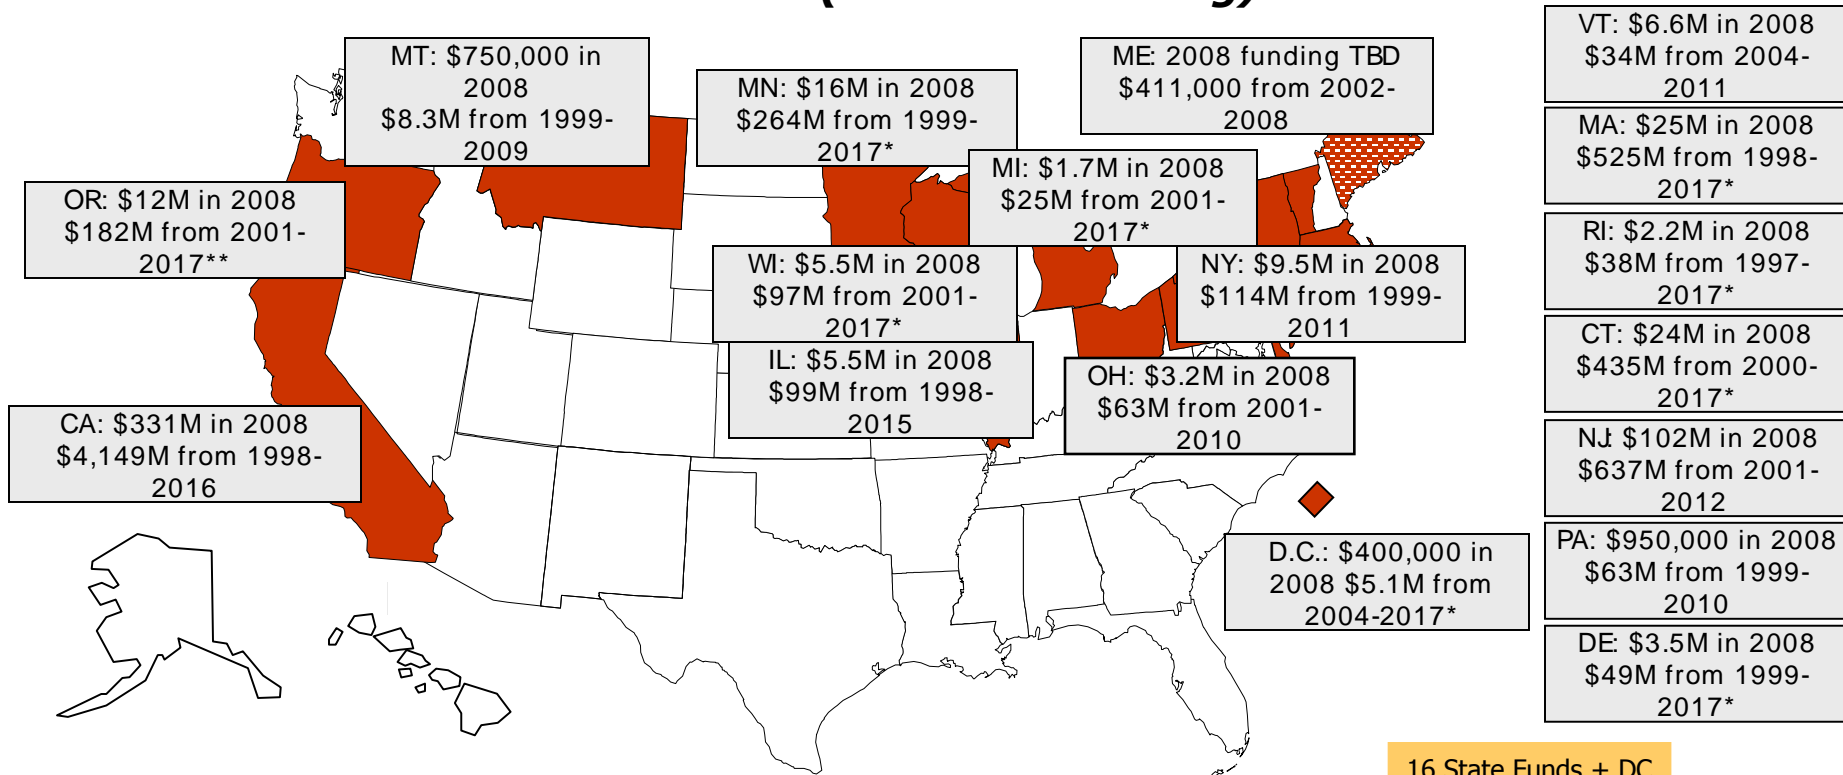 MT: $750,000 in
2008
$8.3M from 1999-
2009
MN: $16M in 2008
$264M from 1999-
2017*
ME: 2008 funding TBD
$411,000 from 2002-
2008
VT: $6.6M in 2008
$34M from 2004-
2011
MA: $25M in 2008
$525M from 1998-
2017*
MI: $1.7M in 2008
$25M from 2001-
2017*
OR: $12M in 2008
$182M from 2001-
2017**
RI: $2.2M in 2008
$38M from 1997-
2017*
WI: $5.5M in 2008
$97M from 2001-
2017*
NY: $9.5M in 2008
$114M from 1999-
2011
CT: $24M in 2008
$435M from 2000-
2017*
IL: $5.5M in 2008
$99M from 1998-
2015
OH: $3.2M in 2008
$63M from 2001-
2010
CA: $331M in 2008
$4,149M from 1998-
2016
NJ: $102M in 2008
$637M from 2001-
2012
D.C.: $400,000 in
2008 $5.1M from
2004-2017*
PA: $950,000 in 2008
$63M from 1999-
2010
DE: $3.5M in 2008
$49M from 1999-
2017*
16 State Funds + DC